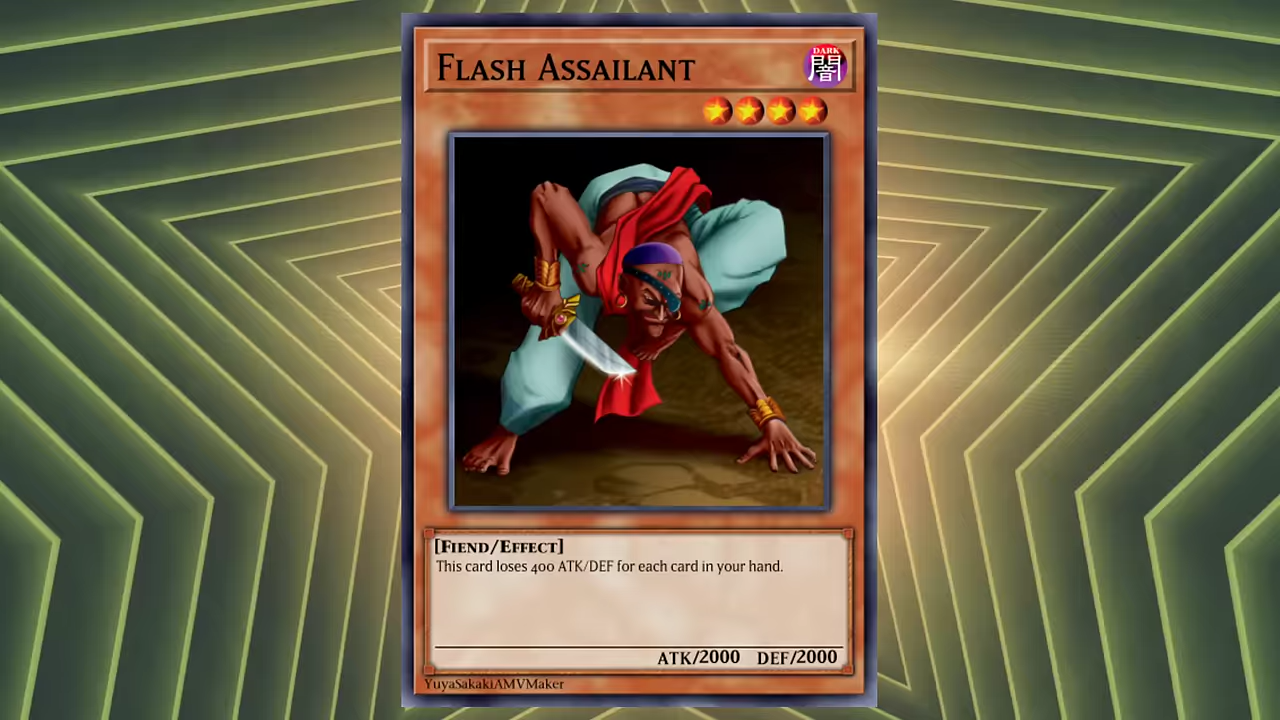 Flash Assailant
DARK
闇
[Fiend/Effect]
This card loses 400 ATK/DEF for each card in your hand.
ATK/2000 DEF/2000
YuyaSakakiAMVMaker